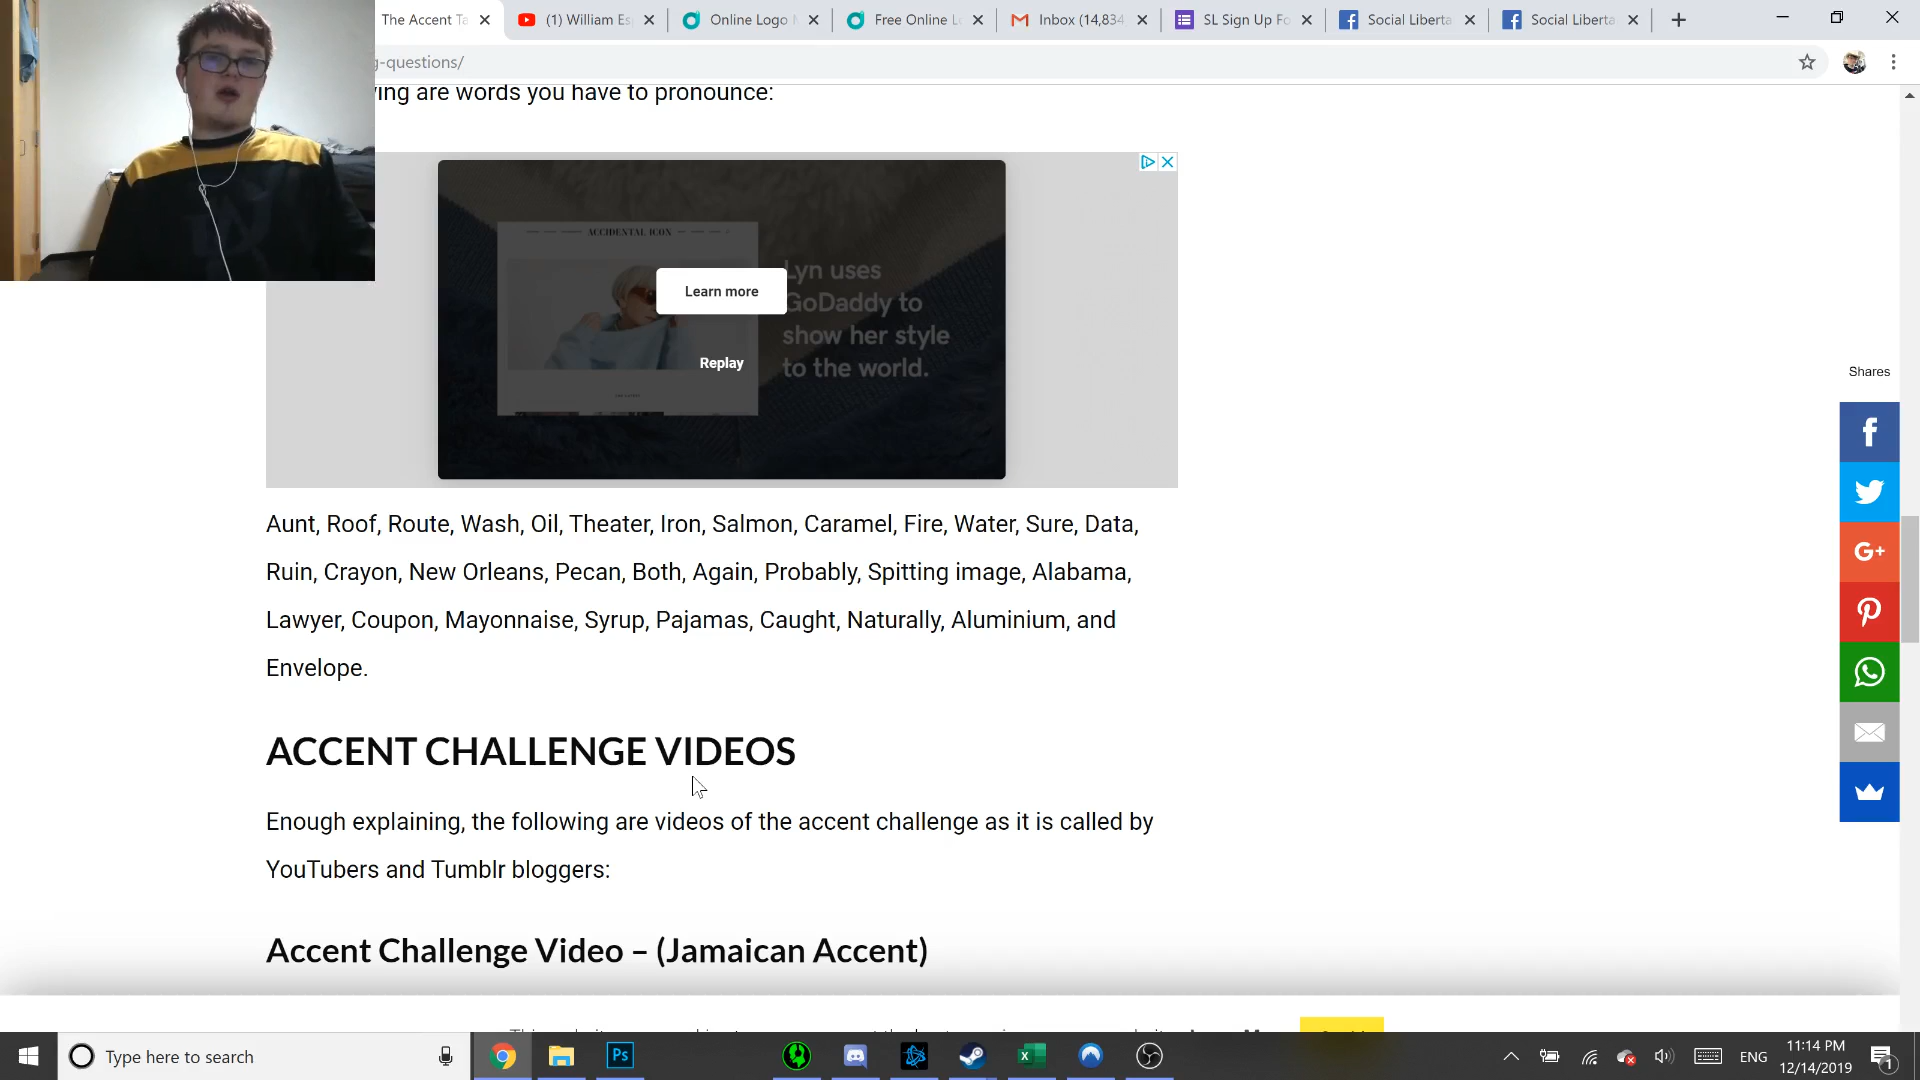 The Accent Ta
(1) William Es
Online Logo
Free Online L
Inbox (14,834
SL Sign Up Fo
Social Liberta
Social Liberta
g-questions/
ing are words you have to pronounce:
ACCIDENTAL ICON
Learn more
Replay
Lyn uses
GoDaddy to
show her style
to the world.
Shares
Aunt, Roof, Route, Wash, Oil, Theater, Iron, Salmon, Caramel, Fire, Water, Sure, Data,
Ruin, Crayon, New Orleans, Pecan, Both, Again, Probably, Spitting image, Alabama,
Lawyer, Coupon, Mayonnaise, Syrup, Pajamas, Caught, Naturally, Aluminium, and
Envelope.
ACCENT CHALLENGE VIDEOS
Enough explaining, the following are videos of the accent challenge as it is called by
YouTubers and Tumblr bloggers:
Accent Challenge Video – (Jamaican Accent)
Type here to search
Ps
ENG
11:14 PM
12/14/2019
1